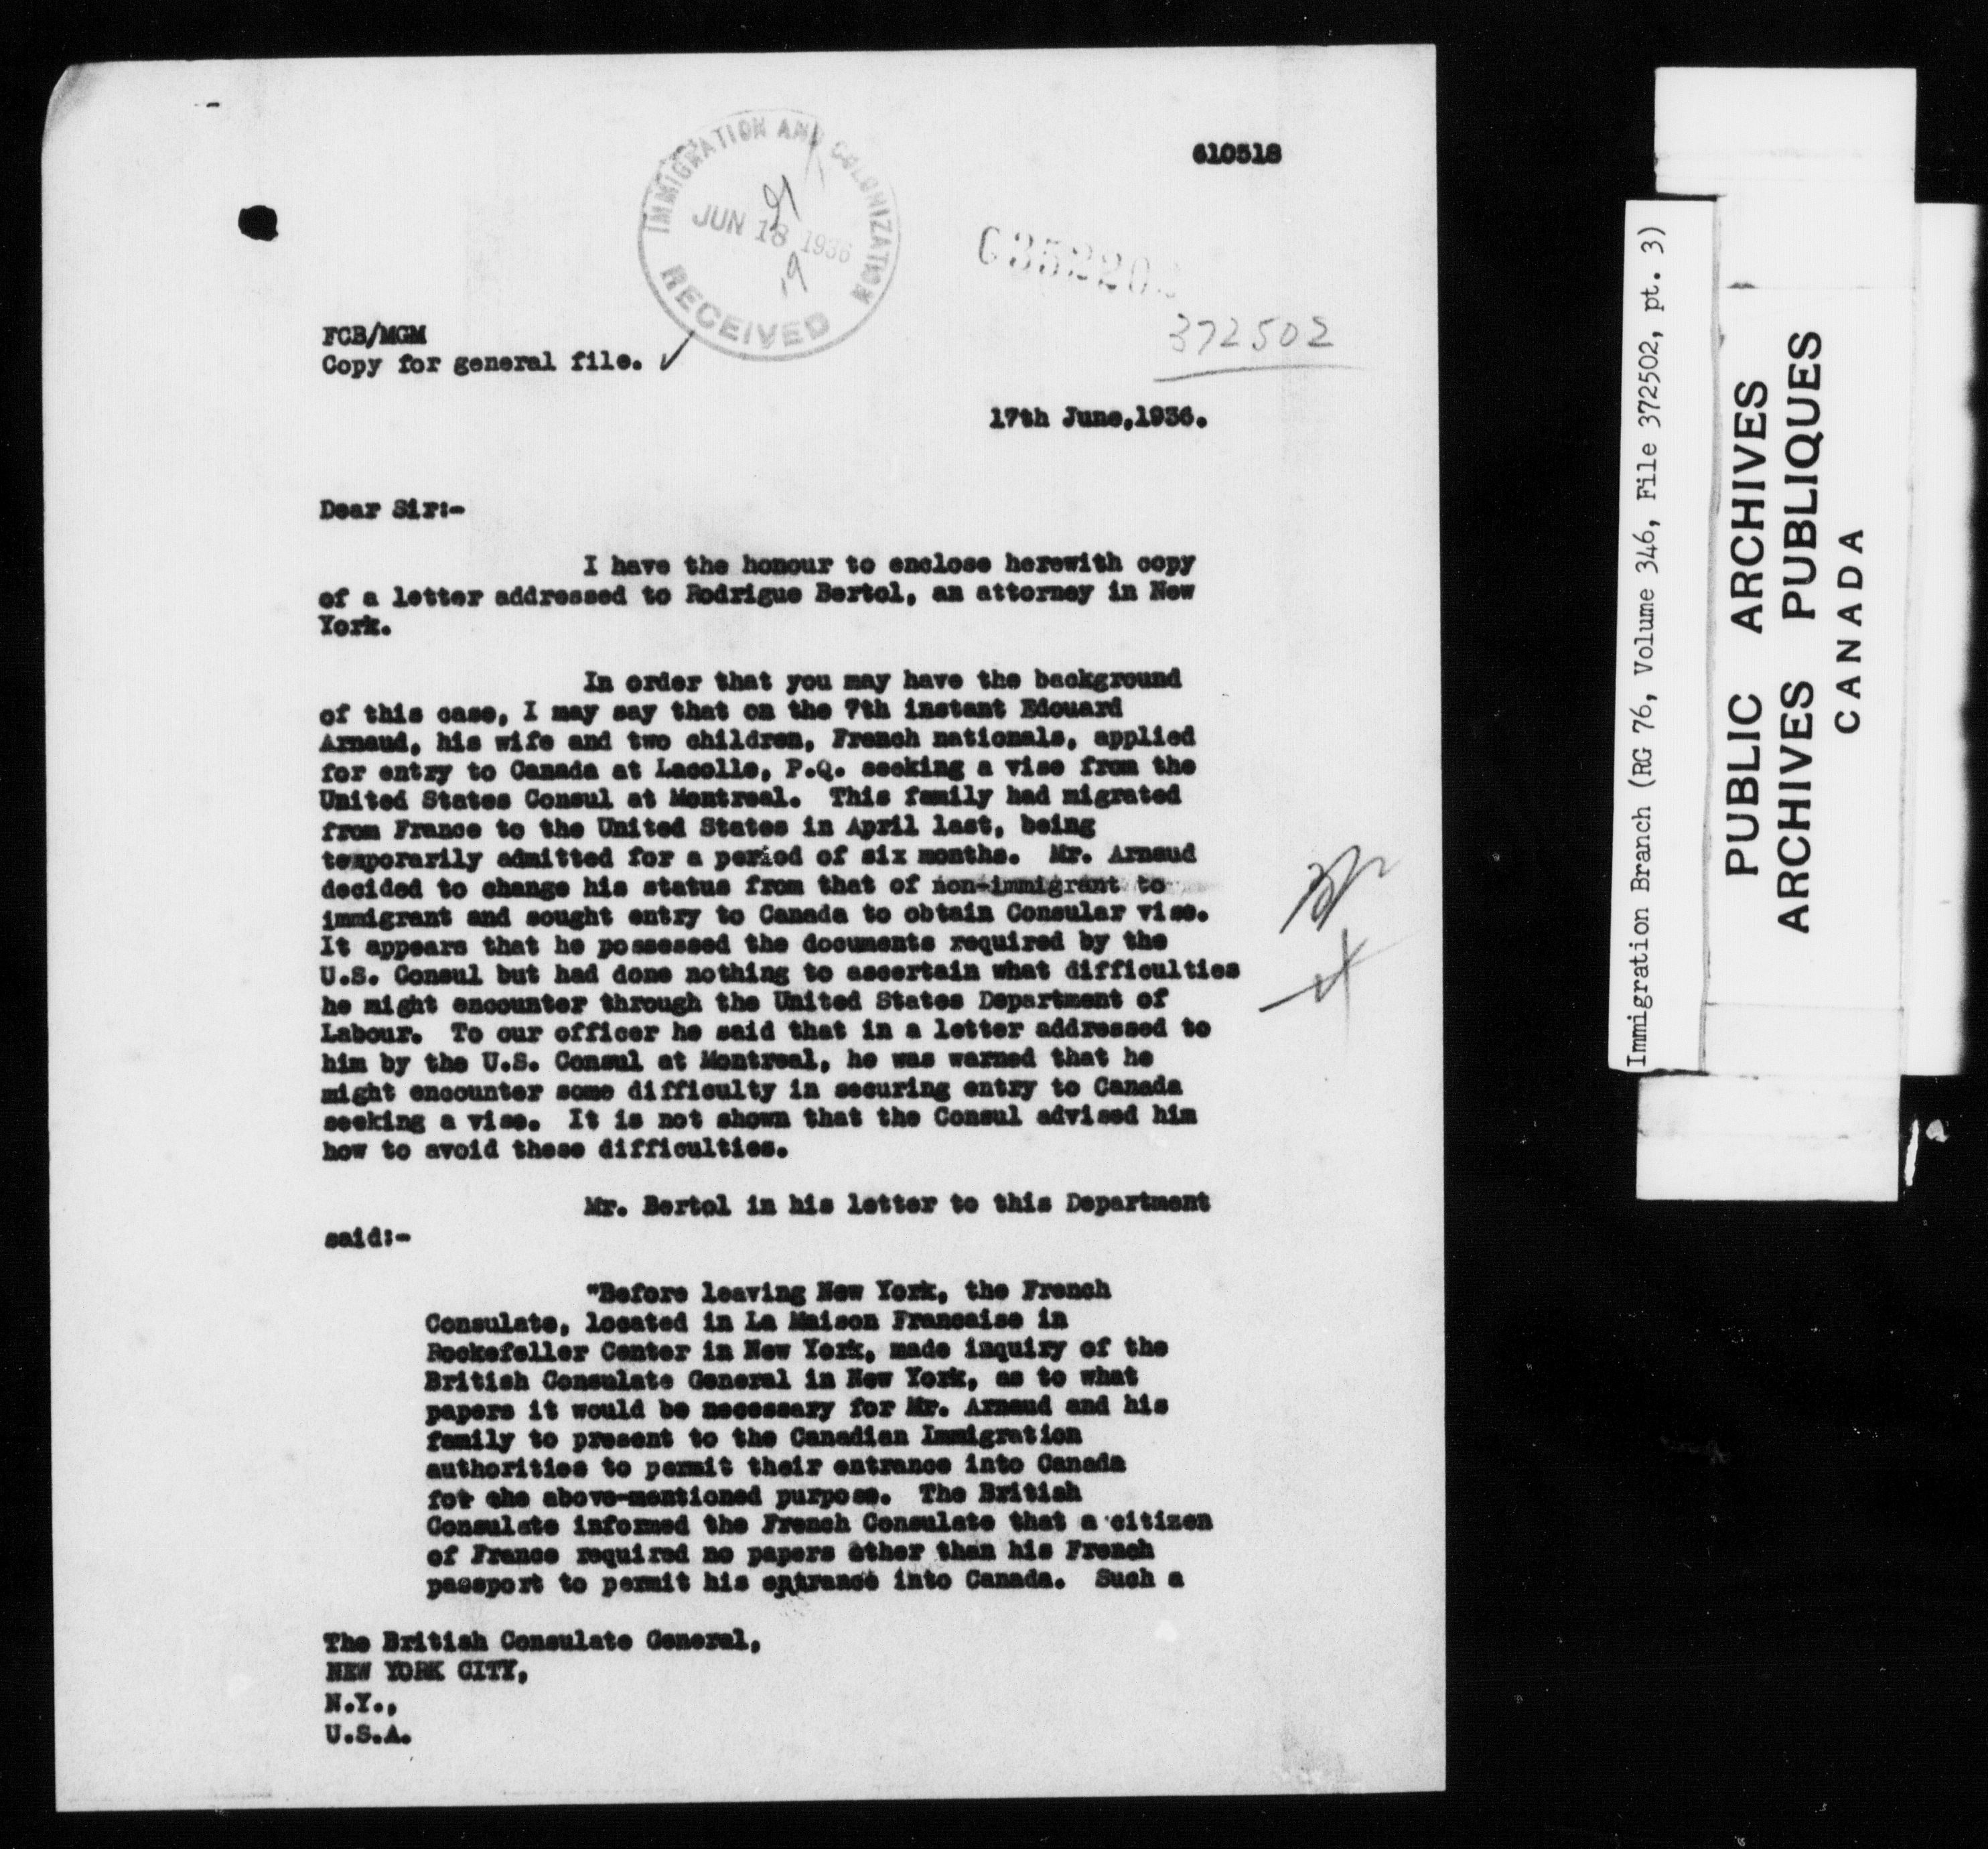 610518
IMMIGRATION AND COLONIZATION
JUN 18 1936
RECEIVED
372502
FCB/MGM
Copy for general file.
17th June,1936.
Dear Sir:-
I have the honour to enclose herewith copy
of a letter addressed to Rodrigue Bertol, an attorney in New
York.
In order that you may have the background
of this case, I may say that on the 7th instant Edouard
Arnaud, his wife and two children, French nationals, applied
for entry to Canada at Lacolle, P.Q. seeking a vise from the
United States Consul at Montreal. This family had migrated
from France to the United States in April last, being
temporarily admitted for a period of six months. Mr. Arnaud
decided to change his status from that of non-immigrant to
immigrant and sought entry to Canada to obtain Consular vise.
It appears that he possessed the documents required by the
U.S. Consul but had done nothing to ascertain what difficulties
he might encounter through the United States Department of
Labour. To our officer he said that in a letter addressed to
him by the U.S. Consul at Montreal, he was warned that he
might encounter some difficulty in securing entry to Canada
seeking a vise. It is not shown that the Consul advised him
how to avoid these difficulties.
Mr. Bertol in his letter to this Department
said:-
"Before leaving New York, the French
Consulate, located in La Maison Francaise in
Rockefeller Center in New York, made inquiry of the
British Consulate General in New York, as to what
papers it would be necessary for Mr. Arnaud and his
family to present to the Canadian Immigration
authorities to permit their entrance into Canada
for the above-mentioned purpose. The British
Consulate informed the French Consulate that a citizen
of France required no papers other than his French
passport to permit his entrance into Canada. Such a
The British Consulate General,
NEW YORK CITY,
N.Y.,
U.S.A.
Immigration Branch (RG 76, Volume 346, File 372502, pt. 3)
PUBLIC ARCHIVES
ARCHIVES PUBLIQUES
CANADA